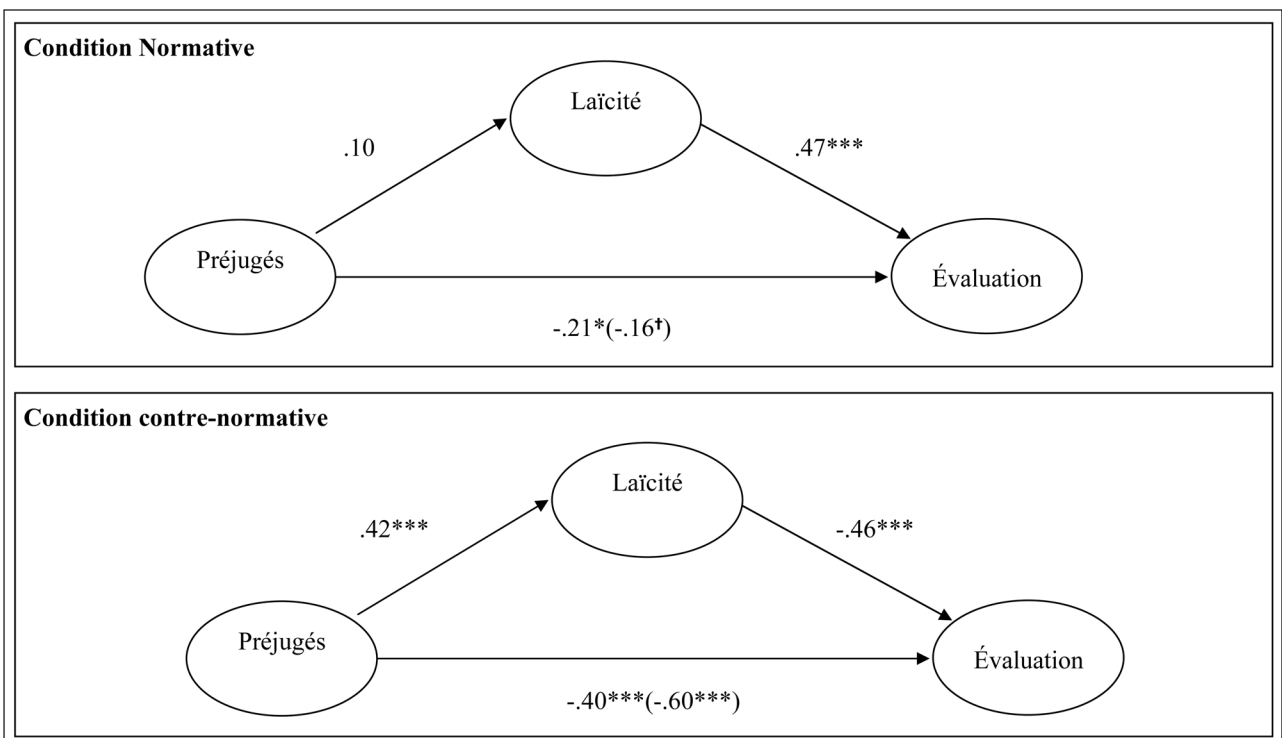 Condition Normative
Laïcité
.10
.47***
Préjugés
Évaluation
-.21*(-.16†)
Condition contre-normative
Laïcité
.42***
-.46***
Préjugés
Évaluation
-.40***(-.60***)